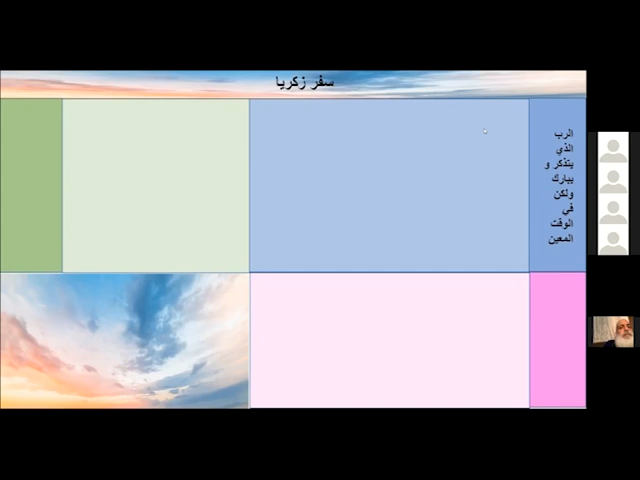 سفر زكريا
الرب
الذي
يتذكر و
يبارك
ولكن
في
الوقت
المعين